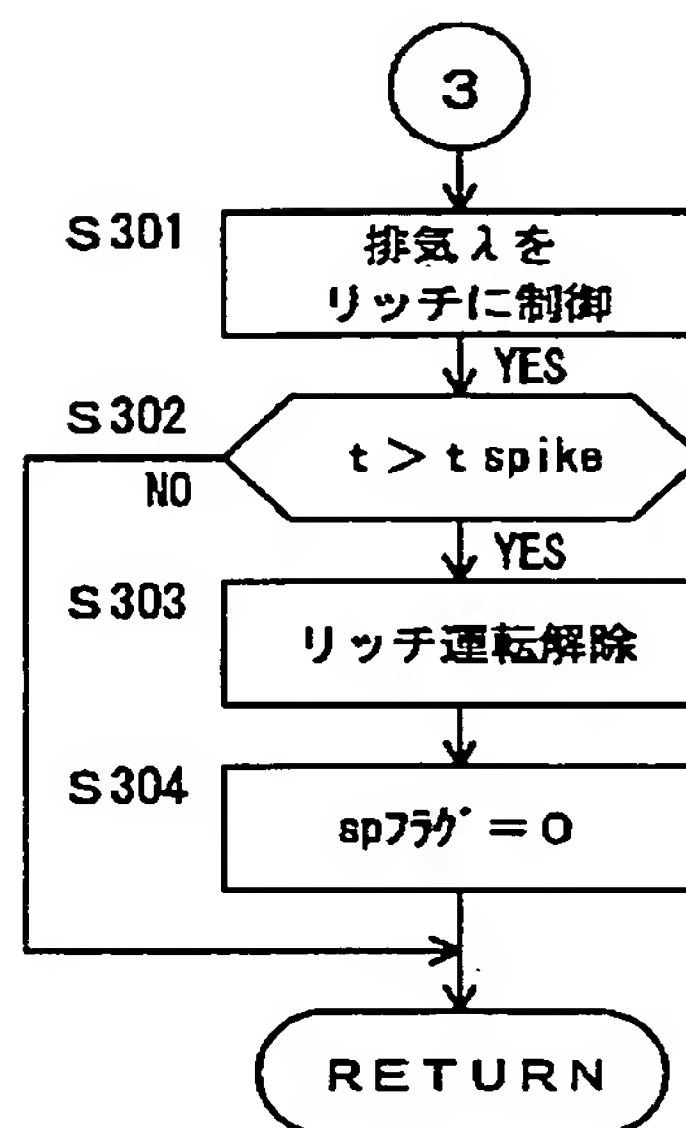 3
S301
排気λを
リッチに制御
YES
S302
t > t spike
NO
YES
S303
リッチ運転解除
S304
spﾌﾗｸﾞ = 0
RETURN